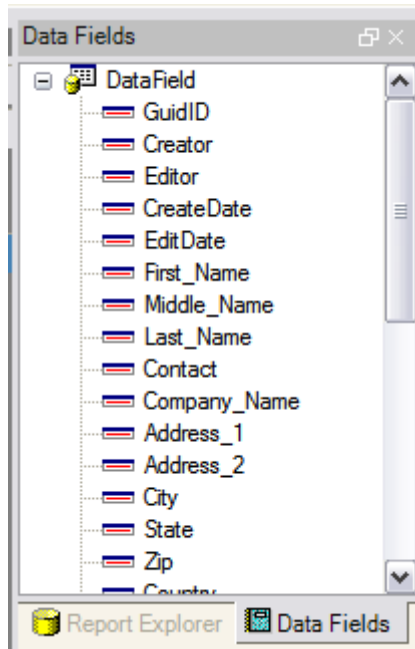 Data Fields
DataField
GuidID
Creator
Editor
CreateDate
EditDate
First_Name
Middle_Name
Last_Name
Contact
Company_Name
Address_1
Address_2
City
State
Zip
Country
Report Explorer Data Fields